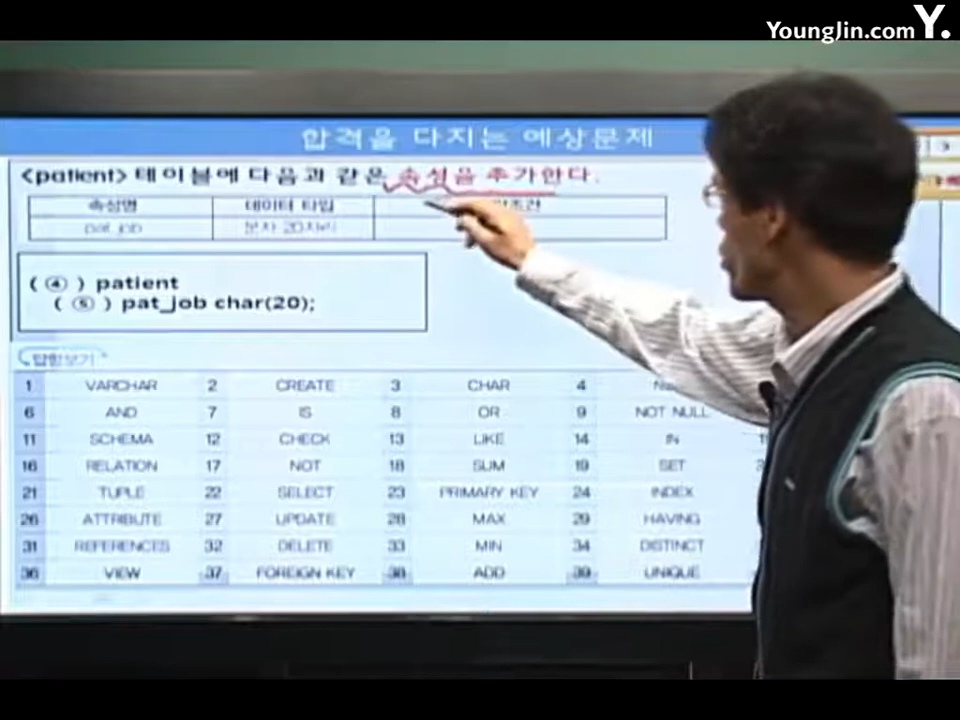 YoungJin.com Y.
합격을 다지는 예상문제
<patient> 테이블에 다음과 같은 속성을 추가한다.
속성명 데이터 타입
pat_job 문자 20자리
( ④ ) patient
( ⑤ ) pat_job char(20);
답항보기
1 VARCHAR 2 CREATE 3 CHAR 4
6 AND 7 IS 8 OR 9 NOT NULL
11 SCHEMA 12 CHECK 13 LIKE 14 IN
16 RELATION 17 NOT 18 SUM 19 SET
21 TUPLE 22 SELECT 23 PRIMARY KEY 24 INDEX
26 ATTRIBUTE 27 UPDATE 28 MAX 29 HAVING
31 REFERENCES 32 DELETE 33 MIN 34 DISTINCT
36 VIEW 37 FOREIGN KEY 38 ADD 39 UNIQUE